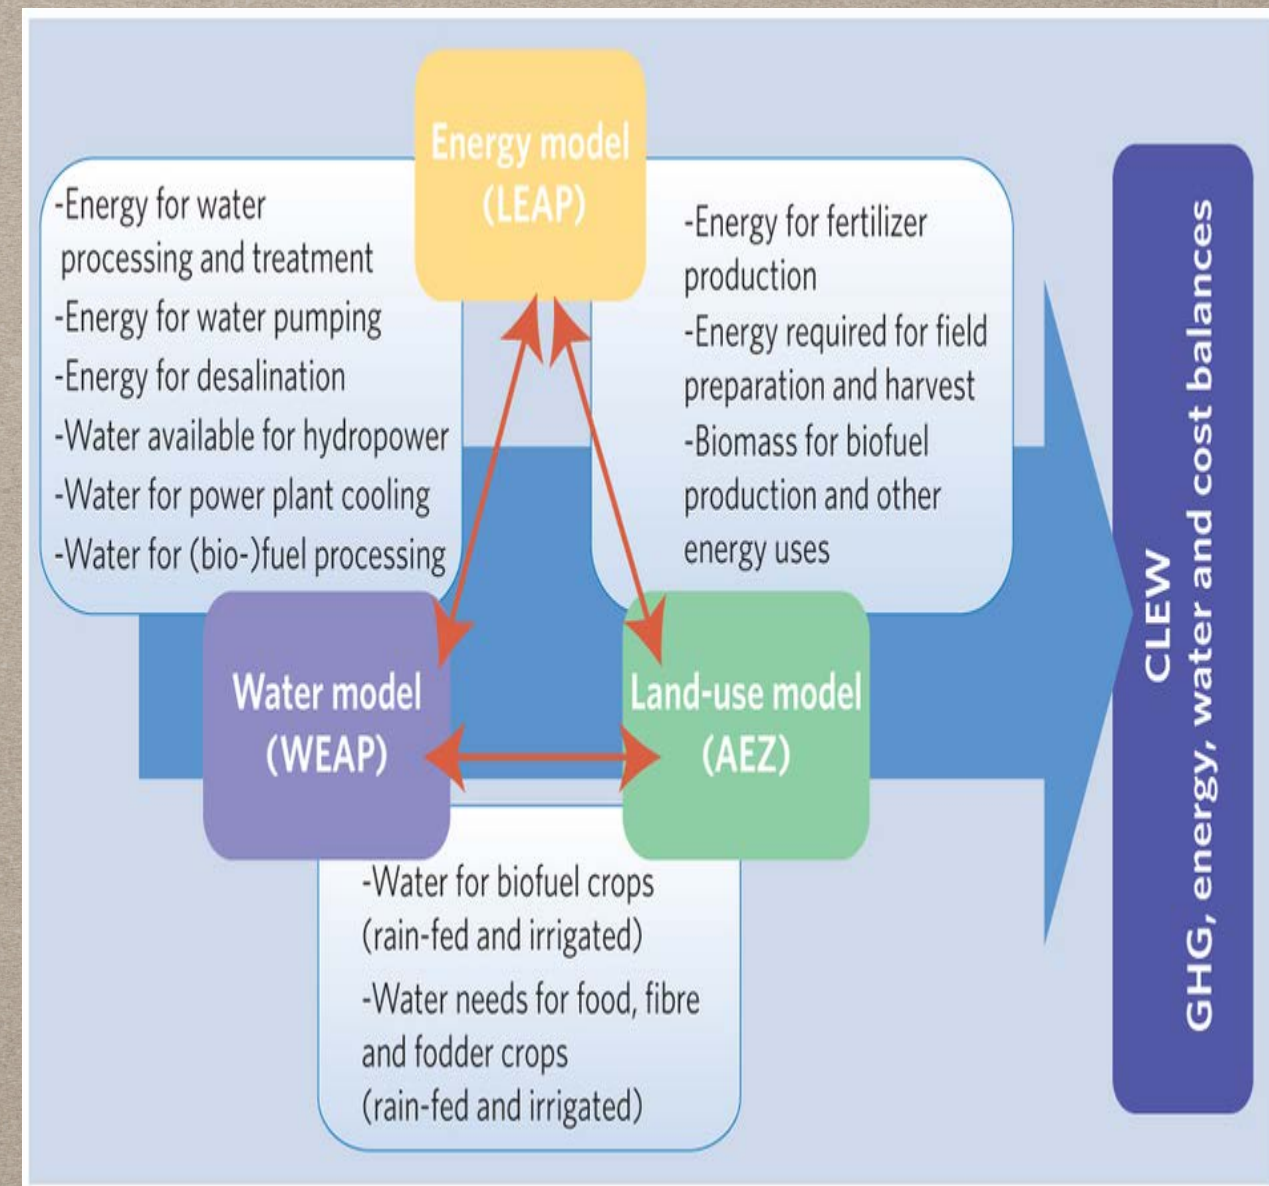 Energy model
(LEAP)
-Energy for water
processing and treatment
-Energy for water pumping
-Energy for desalination
-Water available for hydropower
-Water for power plant cooling
-Water for (bio-)fuel processing
-Energy for fertilizer
production
-Energy required for field
preparation and harvest
-Biomass for biofuel
production and other
energy uses
Water model
(WEAP)
Land-use model
(AEZ)
-Water for biofuel crops
(rain-fed and irrigated)
-Water needs for food, fibre
and fodder crops
(rain-fed and irrigated)
CLEW
GHG, energy, water and cost balances